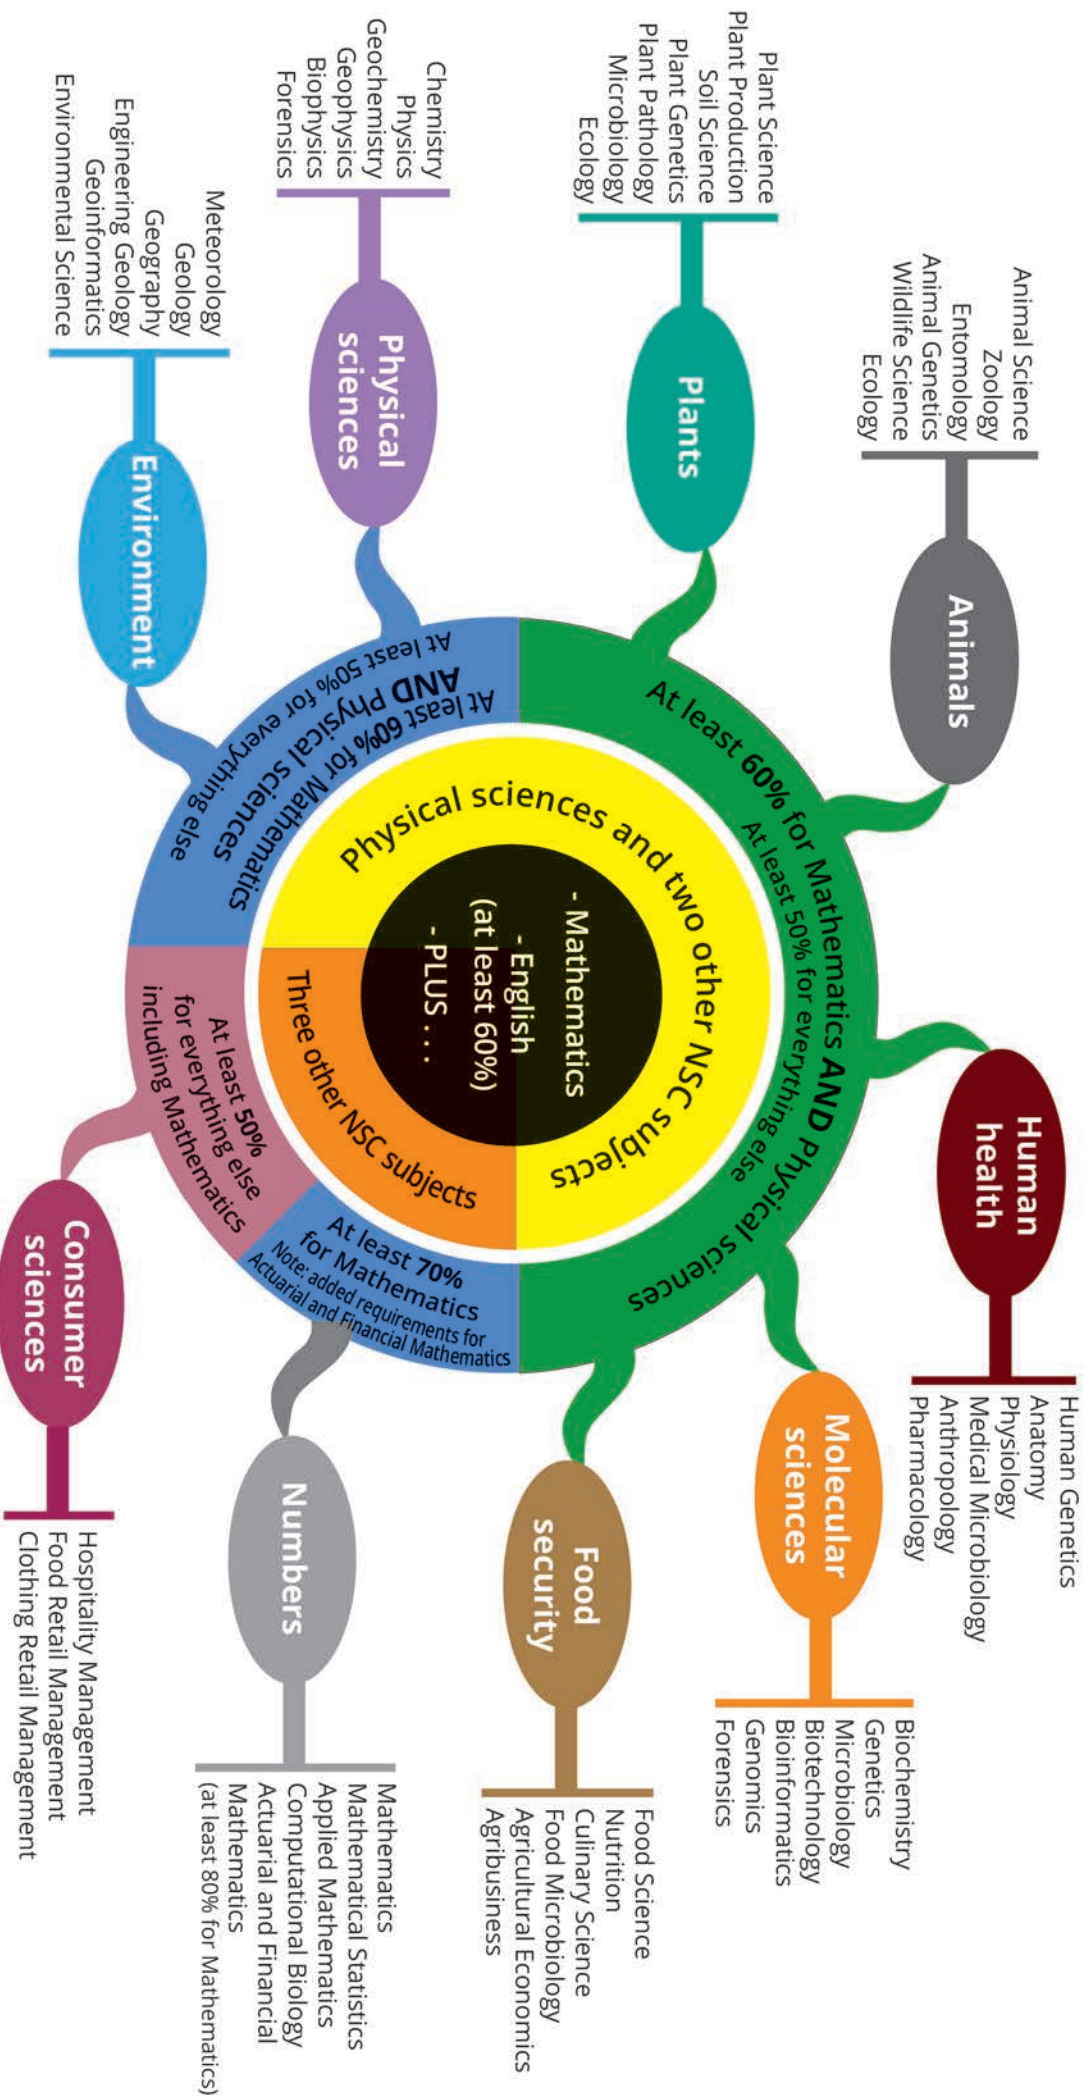 - Mathematics
- English
(at least 60%)
- PLUS ....
Physical sciences and two other NSC subjects
Three other NSC subjects
At least 60% for Mathematics AND Physical sciences
At least 50% for everything else
At least 60% for Mathematics
AND Physical sciences
At least 50% for everything else
At least 50%
for everything else
including Mathematics
At least 70%
for Mathematics
Note: added requirements for
Actuarial and Financial Mathematics
Animals
Animal Science
Zoology
Entomology
Animal Genetics
Wildlife Science
Ecology
Plants
Plant Science
Plant Production
Soil Science
Plant Genetics
Plant Pathology
Microbiology
Ecology
Physical
sciences
Chemistry
Physics
Geochemistry
Geophysics
Biophysics
Forensics
Environment
Meteorology
Geology
Geography
Engineering Geology
Geoinformatics
Environmental Science
Human
health
Human Genetics
Anatomy
Physiology
Medical Microbiology
Anthropology
Pharmacology
Molecular
sciences
Biochemistry
Genetics
Microbiology
Biotechnology
Bioinformatics
Genomics
Forensics
Food
security
Food Science
Nutrition
Culinary Science
Food Microbiology
Agricultural Economics
Agribusiness
Numbers
Mathematics
Mathematical Statistics
Applied Mathematics
Computational Biology
Actuarial and Financial
Mathematics
(at least 80% for Mathematics)
Consumer
sciences
Hospitality Management
Food Retail Management
Clothing Retail Management